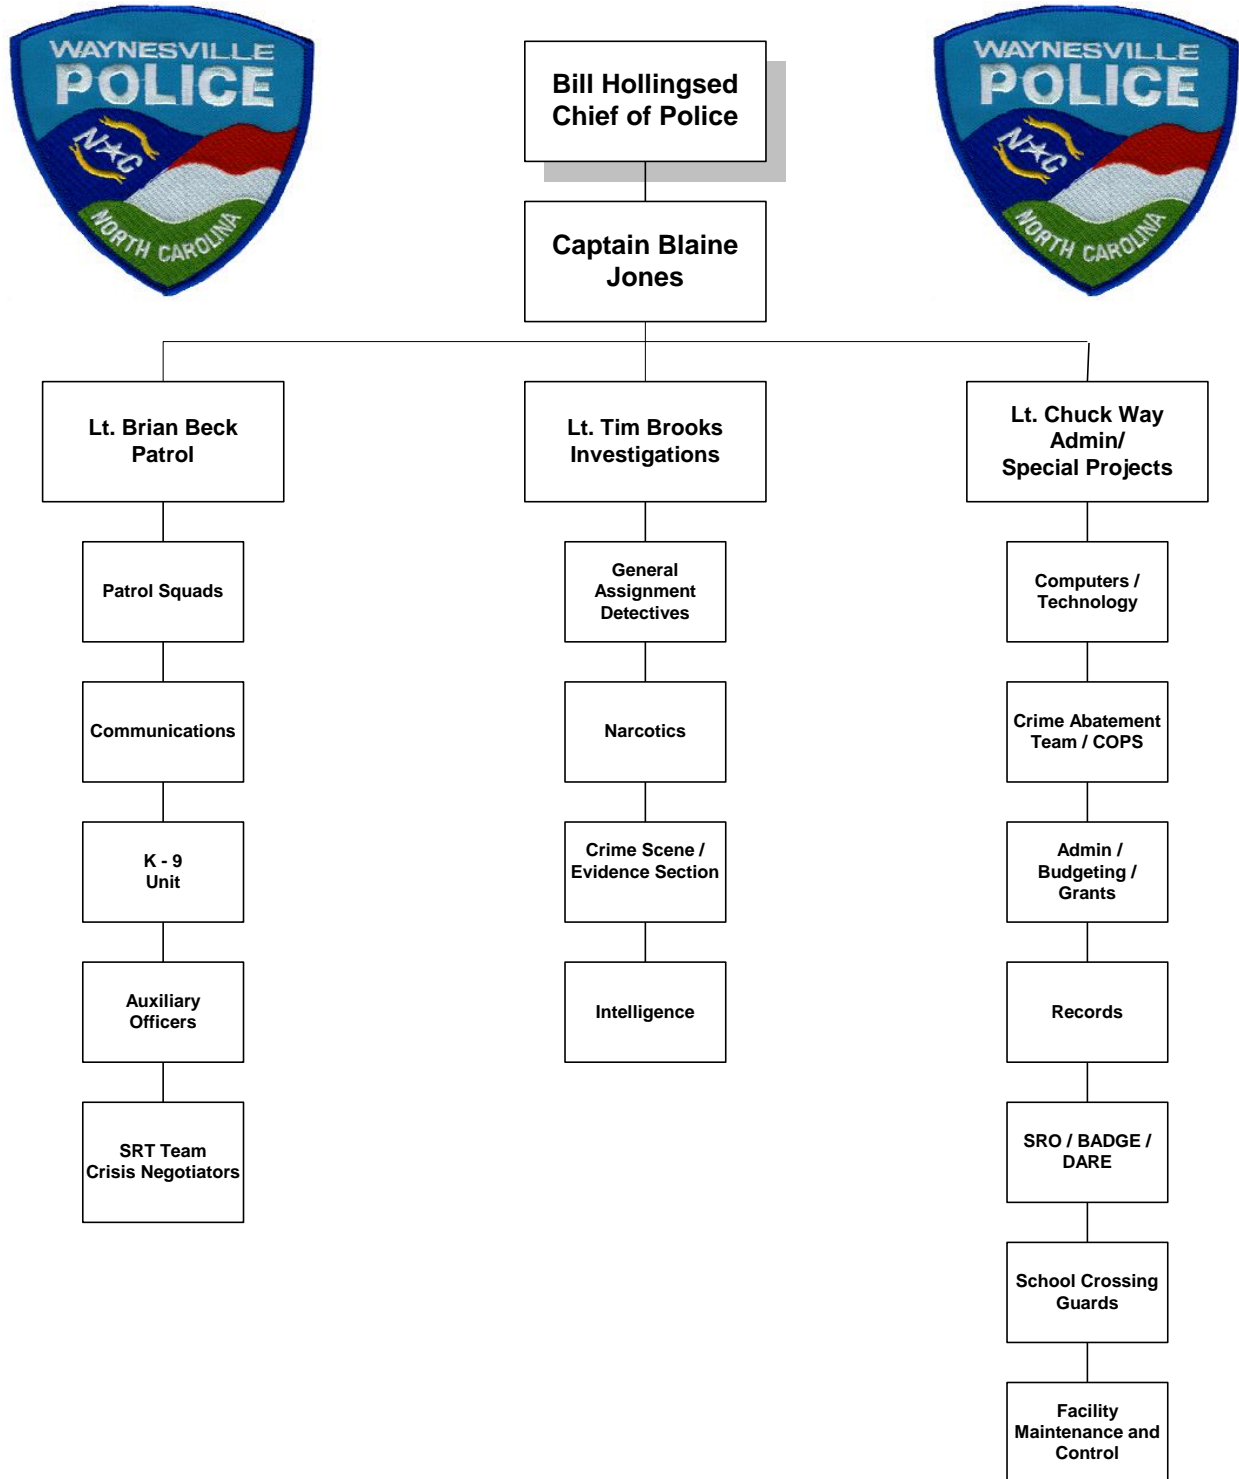 WAYNESVILLE
POLICE
N★C
NORTH CAROLINA
WAYNESVILLE
POLICE
N★C
NORTH CAROLINA
Bill Hollingsed
Chief of Police
Captain Blaine
Jones
Lt. Brian Beck
Patrol
Lt. Tim Brooks
Investigations
Lt. Chuck Way
Admin/
Special Projects
Patrol Squads
Communications
K - 9
Unit
Auxiliary
Officers
SRT Team
Crisis Negotiators
General
Assignment
Detectives
Narcotics
Crime Scene /
Evidence Section
Intelligence
Computers /
Technology
Crime Abatement
Team / COPS
Admin /
Budgeting /
Grants
Records
SRO / BADGE /
DARE
School Crossing
Guards
Facility
Maintenance and
Control